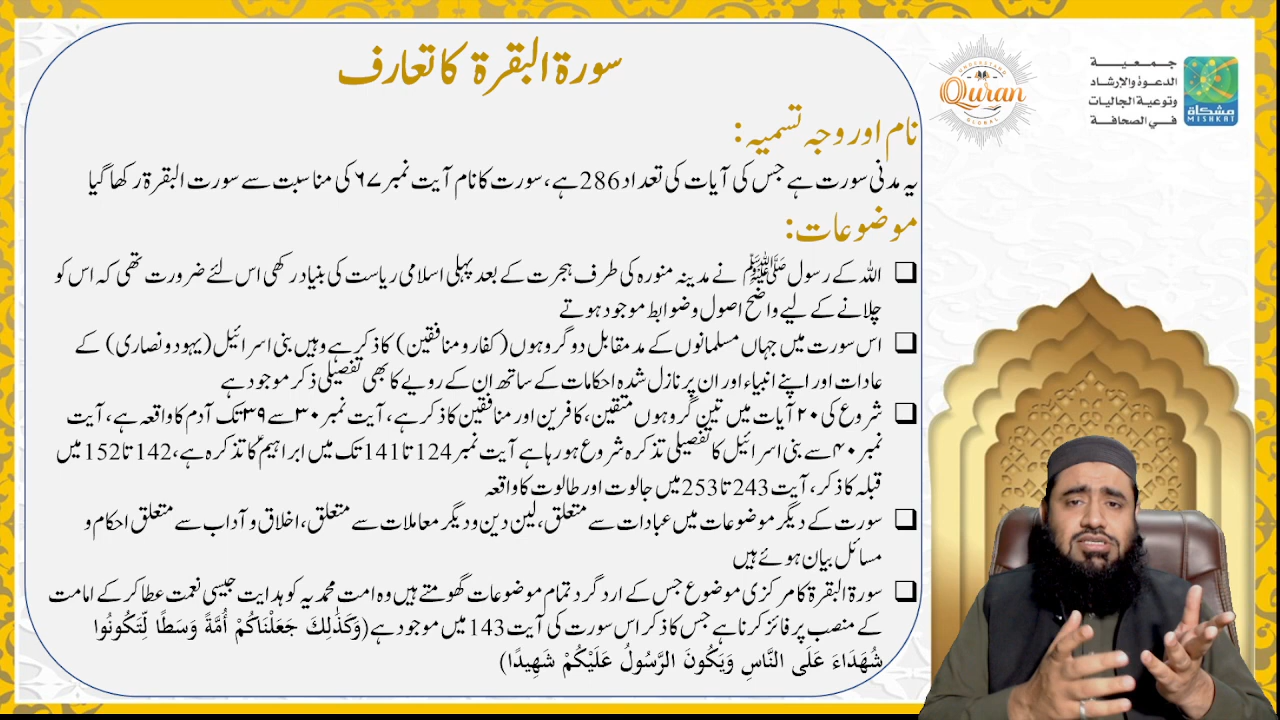 سورۃ البقرۃ کا تعارف
نام اور وجہ تسمیہ:
یہ مدنی سورت ہے جس کی آیات کی تعداد 286 ہے، سورت کا نام آیت نمبر ۶۷ کی مناسبت سے سورت البقرۃ رکھا گیا
موضوعات:
اللہ کے رسول ﷺ نے مدینہ منورہ کی طرف ہجرت کے بعد پہلی اسلامی ریاست کی بنیاد رکھی اس لئے ضرورت تھی کہ اس کو
چلانے کے لیے واضح اصول وضوابط موجود ہوتے
اس سورت میں جہاں مسلمانوں کے مد مقابل دو گروہوں (کفار و منافقین) کا ذکر ہے وہیں بنی اسرائیل (یہود و نصاری) کے
عادات اور اپنے انبیاء اور ان پر نازل شدہ احکامات کے ساتھ ان کے رویے کا بھی تفصیلی ذکر موجود ہے
شروع کی ۲۰ آیات میں تین گروہوں متقین، کافرین اور منافقین کا ذکر ہے، آیت نمبر ۳۰ سے ۳۹ تک آدم کا واقعہ ہے، آیت
نمبر ۴۰ سے بنی اسرائیل کا تفصیلی تذکرہ شروع ہو رہا ہے آیت نمبر 124 تا 141 تک میں ابراہیمؑ کا تذکرہ ہے، 142 تا 152 میں
قبلہ کا ذکر، آیت 243 تا 253 میں جالوت اور طالوت کا واقعہ
سورت کے دیگر موضوعات میں عبادات سے متعلق، لین دین و دیگر معاملات سے متعلق، اخلاق و آداب سے متعلق احکام و
مسائل بیان ہوئے ہیں
سورۃ البقرۃ کا مرکزی موضوع جس کے ارد گرد تمام موضوعات گھومتے ہیں وہ امت محمدیہ کو ہدایت جیسی نعمت عطا کر کے امامت
کے منصب پر فائز کرنا ہے جس کا ذکر اس سورت کی آیت 143 میں موجود ہے (وَكَذَٰلِكَ جَعَلْنَاكُمْ أُمَّةً وَسَطًا لِّتَكُونُوا
شُهَدَاءَ عَلَى النَّاسِ وَيَكُونَ الرَّسُولُ عَلَيْكُمْ شَهِيدًا)
UNDERSTAND
Quran
GLOBAL
جمعية
الدعوة والإرشاد
وتوعية الجاليات
في الصحافة
مشكاة
MISHKAT